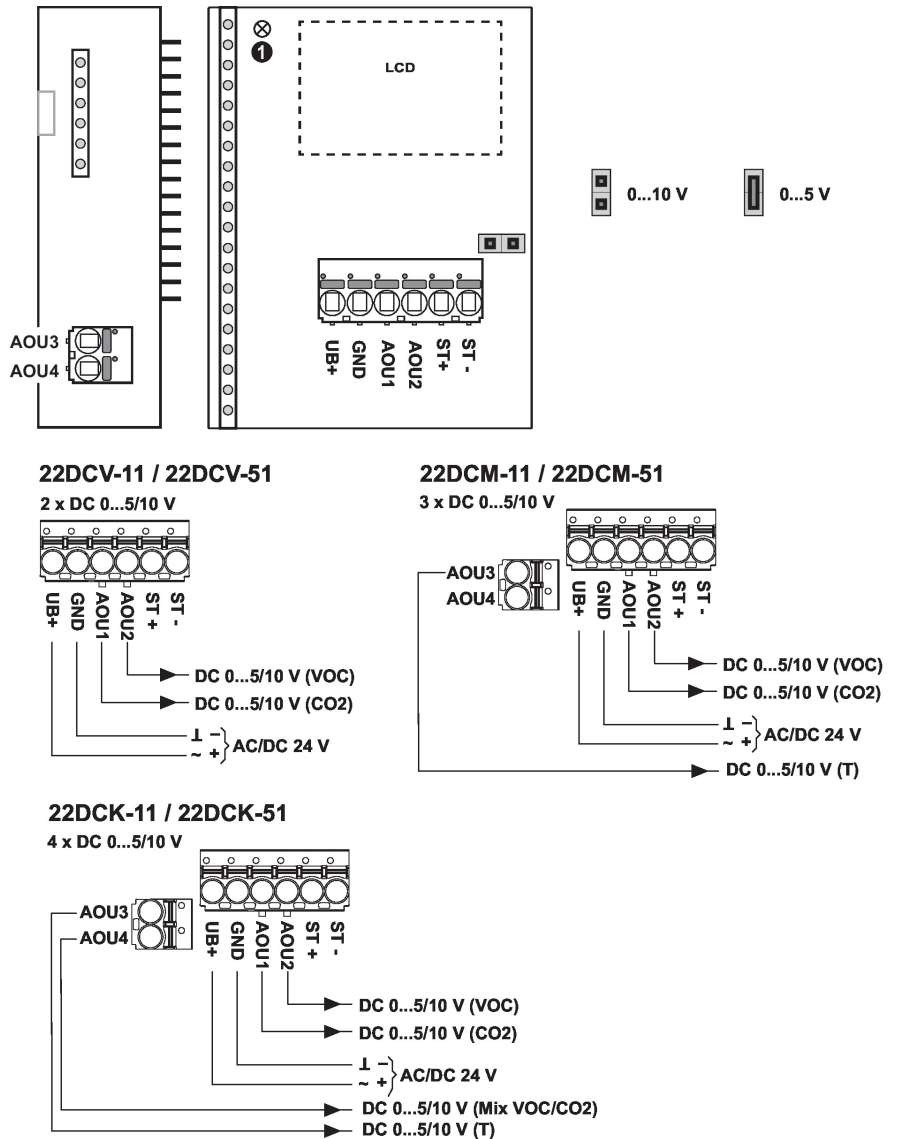 1
LCD
0...10 V
0...5 V
AOU3
AOU4
UB+
GND
AOU1
AOU2
ST+
ST -
22DCV-11 / 22DCV-51
2 x DC 0...5/10 V
UB+
GND
AOU1
AOU2
ST +
ST -
DC 0...5/10 V (VOC)
DC 0...5/10 V (CO2)
⊥ −
~ +
AC/DC 24 V
22DCM-11 / 22DCM-51
3 x DC 0...5/10 V
AOU3
AOU4
UB+
GND
AOU1
AOU2
ST +
ST -
DC 0...5/10 V (VOC)
DC 0...5/10 V (CO2)
⊥ −
~ +
AC/DC 24 V
DC 0...5/10 V (T)
22DCK-11 / 22DCK-51
4 x DC 0...5/10 V
AOU3
AOU4
UB+
GND
AOU1
AOU2
ST +
ST -
DC 0...5/10 V (VOC)
DC 0...5/10 V (CO2)
⊥ −
~ +
AC/DC 24 V
DC 0...5/10 V (Mix VOC/CO2)
DC 0...5/10 V (T)